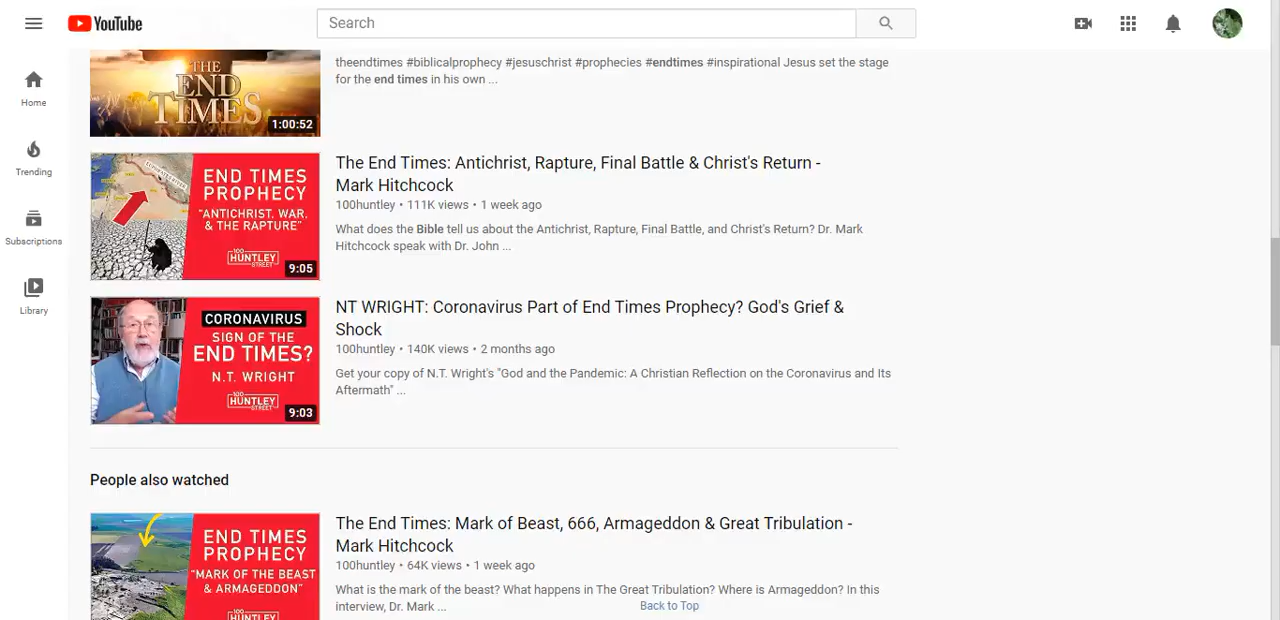 YouTube
Search
Home
Trending
Subscriptions
Library
THE
END
TIMES
1:00:52
theendtimes #biblicalprophecy #jesuschrist #prophecies #endtimes #inspirational Jesus set the stage
for the end times in his own ...
END TIMES
PROPHECY
"ANTICHRIST, WAR,
& THE RAPTURE"
100
HUNTLEY
STREET
9:05
The End Times: Antichrist, Rapture, Final Battle & Christ's Return -
Mark Hitchcock
100huntley • 111K views • 1 week ago
What does the Bible tell us about the Antichrist, Rapture, Final Battle, and Christ's Return? Dr. Mark
Hitchcock speak with Dr. John ...
CORONAVIRUS
SIGN OF THE
END TIMES?
N.T. WRIGHT
100
HUNTLEY
STREET
9:03
NT WRIGHT: Coronavirus Part of End Times Prophecy? God's Grief &
Shock
100huntley • 140K views • 2 months ago
Get your copy of N.T. Wright's "God and the Pandemic: A Christian Reflection on the Coronavirus and Its
Aftermath" ...
People also watched
END TIMES
PROPHECY
"MARK OF THE BEAST
& ARMAGEDDON"
100
HUNTLEY
The End Times: Mark of Beast, 666, Armageddon & Great Tribulation -
Mark Hitchcock
100huntley • 64K views • 1 week ago
What is the mark of the beast? What happens in The Great Tribulation? Where is Armageddon? In this
interview, Dr. Mark ...
Back to Top